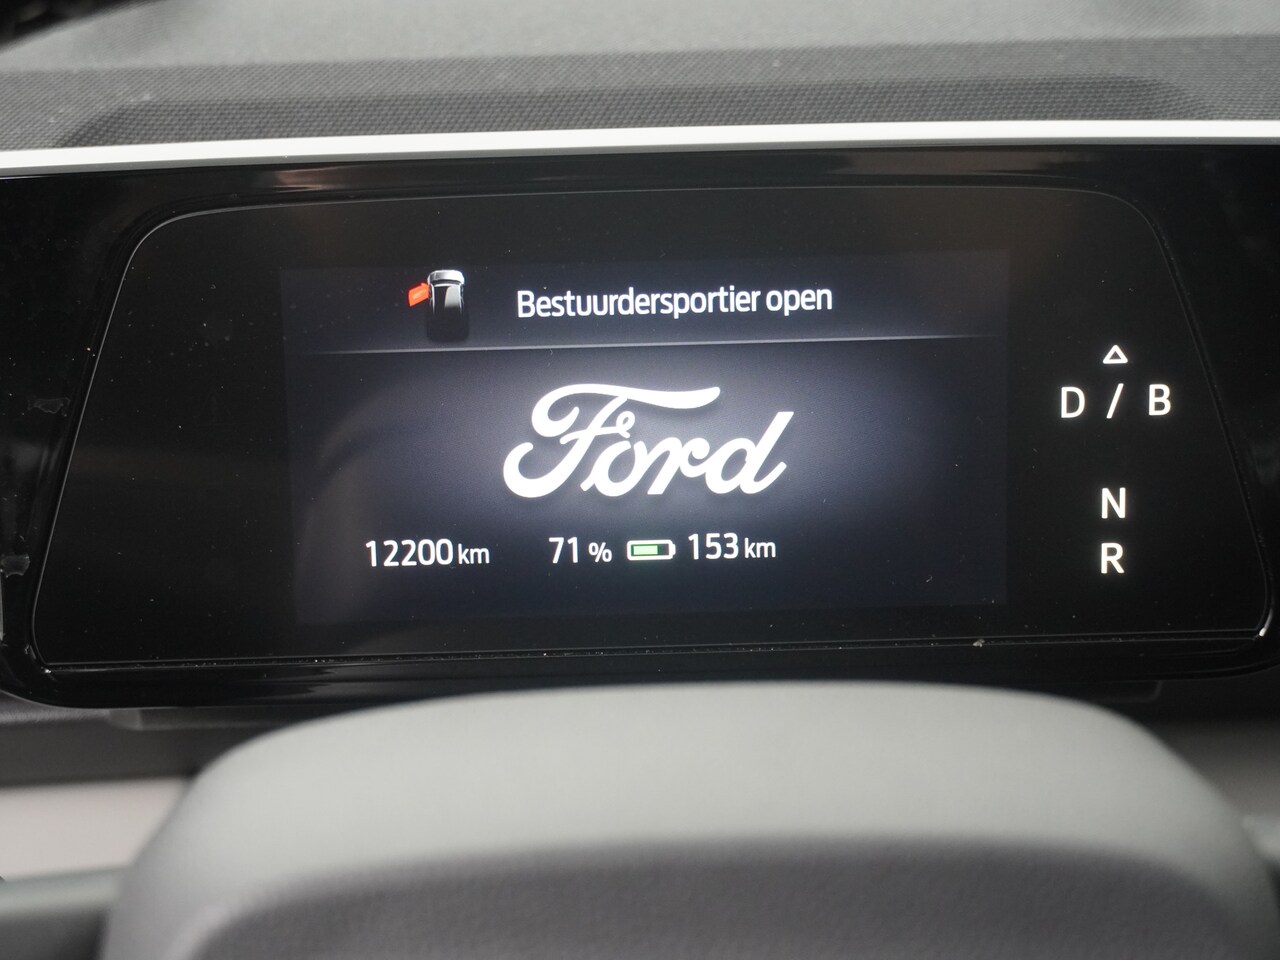 Bestuurdersportier open
Ford
12200 km 71 % 153 km
D / B
N
R